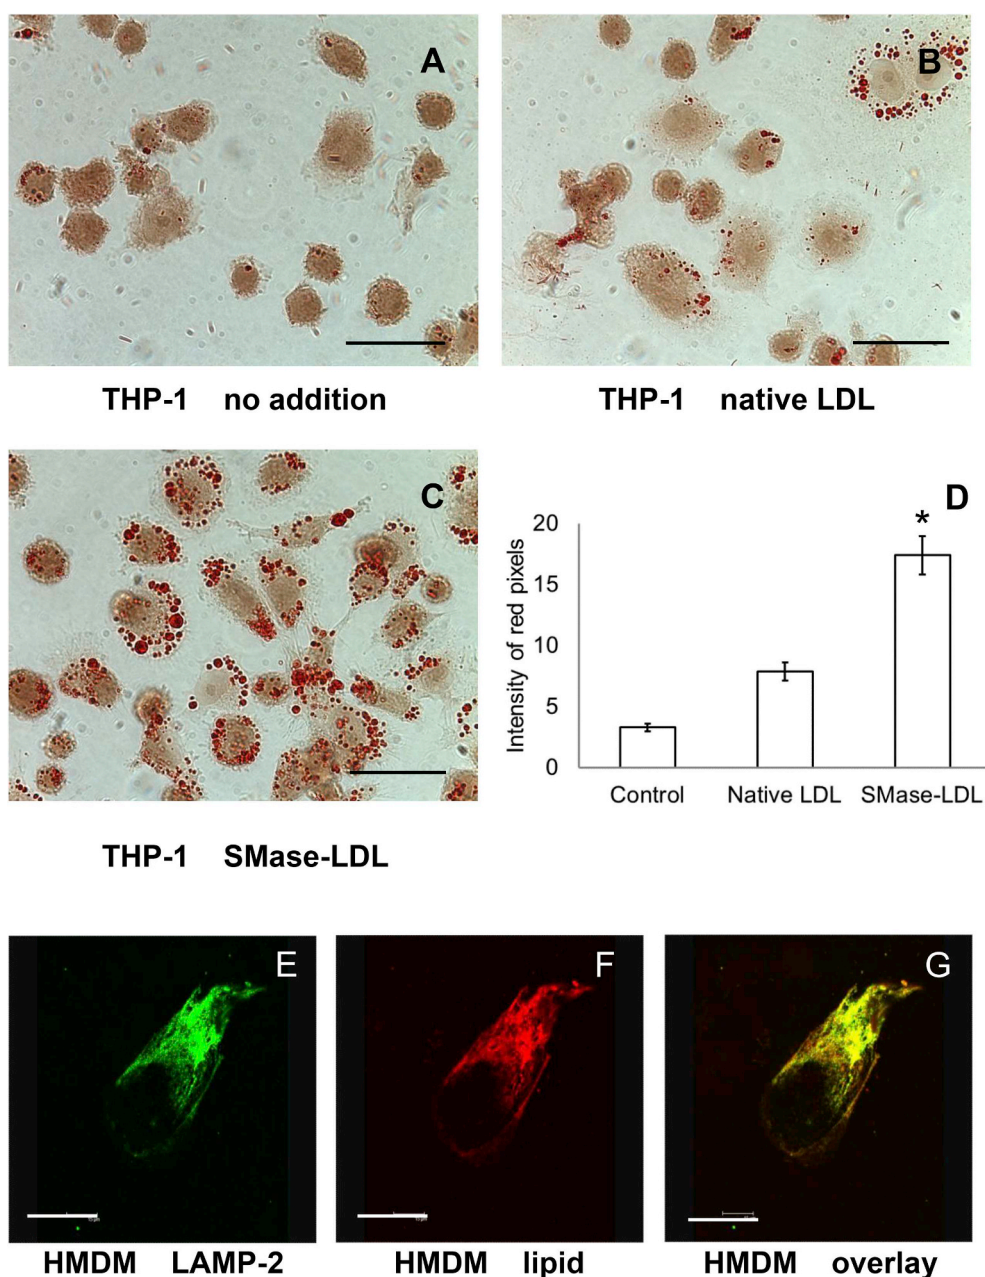 A
B
THP-1 no addition
THP-1 native LDL
C
D
*
20
15
10
5
0
Intensity of red pixels
Control
Native LDL
SMase-LDL
THP-1 SMase-LDL
E
F
G
HMDM LAMP-2
HMDM lipid
HMDM overlay